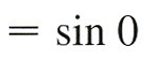 = sin 0